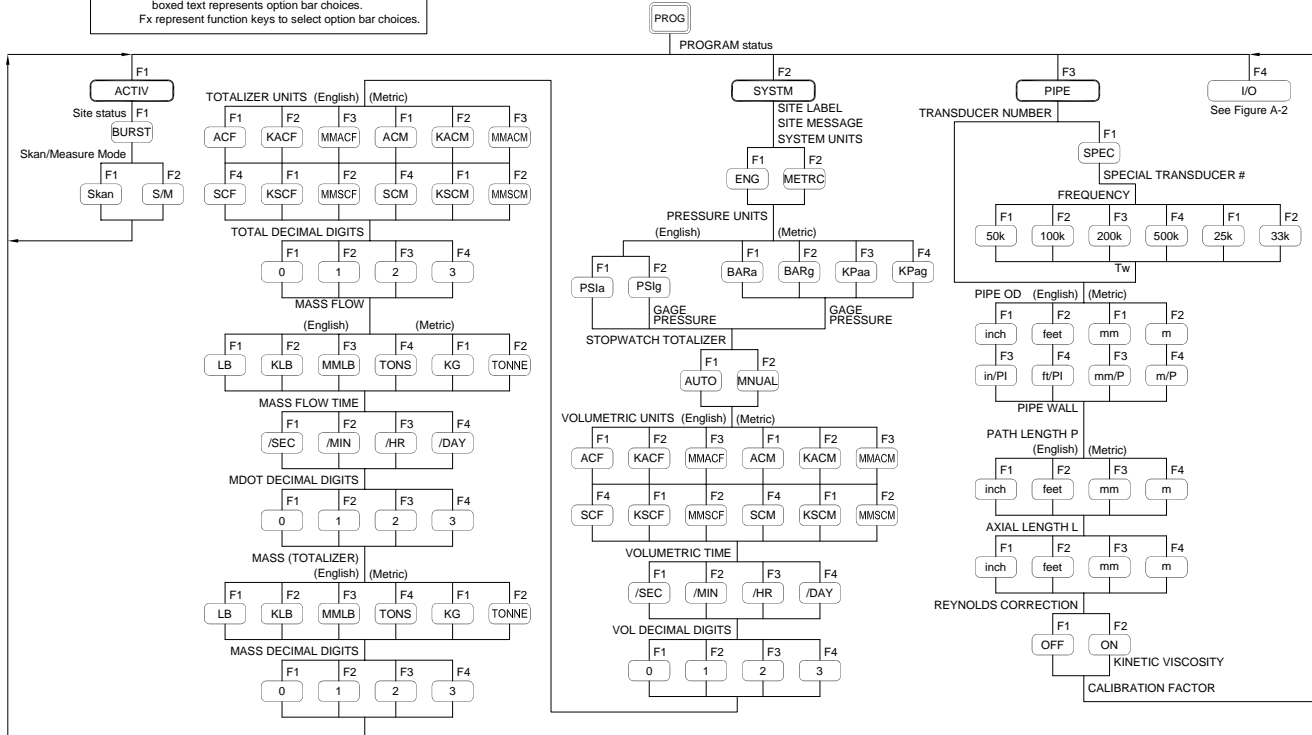 boxed text represents option bar choices.
Fx represent function keys to select option bar choices.
PROG
PROGRAM status
F1
ACTIV
Site status F1
BURST
Skan/Measure Mode
F1 F2
Skan S/M
TOTALIZER UNITS (English) (Metric)
F1 F2 F3 F1 F2 F3
ACF KACF MMACF ACM KACM MMACM
F4 F1 F2 F4 F1 F2
SCF KSCF MMSCF SCM KSCM MMSCM
TOTAL DECIMAL DIGITS
F1 F2 F3 F4
0 1 2 3
MASS FLOW
(English) (Metric)
F1 F2 F3 F4 F1 F2
LB KLB MMLB TONS KG TONNE
MASS FLOW TIME
F1 F2 F3 F4
/SEC /MIN /HR /DAY
MDOT DECIMAL DIGITS
F1 F2 F3 F4
0 1 2 3
MASS (TOTALIZER)
(English) (Metric)
F1 F2 F3 F4 F1 F2
LB KLB MMLB TONS KG TONNE
MASS DECIMAL DIGITS
F1 F2 F3 F4
0 1 2 3
F2
SYSTM
SITE LABEL
SITE MESSAGE
SYSTEM UNITS
F1 F2
ENG METRC
PRESSURE UNITS
(English) (Metric)
F1 F2 F1 F2 F3 F4
PSIa PSIg BARa BARg KPaa KPag
GAGE PRESSURE GAGE PRESSURE
STOPWATCH TOTALIZER
F1 F2
AUTO MNUAL
VOLUMETRIC UNITS (English) (Metric)
F1 F2 F3 F1 F2 F3
ACF KACF MMACF ACM KACM MMACM
F4 F1 F2 F4 F1 F2
SCF KSCF MMSCF SCM KSCM MMSCM
VOLUMETRIC TIME
F1 F2 F3 F4
/SEC /MIN /HR /DAY
VOL DECIMAL DIGITS
F1 F2 F3 F4
0 1 2 3
F3
PIPE
TRANSDUCER NUMBER
F1
SPEC
SPECIAL TRANSDUCER #
FREQUENCY
F1 F2 F3 F4 F1 F2
50k 100k 200k 500k 25k 33k
Tw
PIPE OD (English) (Metric)
F1 F2 F1 F2
inch feet mm m
F3 F4 F3 F4
in/PI ft/PI mm/P m/P
PIPE WALL
PATH LENGTH P
(English) (Metric)
F1 F2 F3 F4
inch feet mm m
AXIAL LENGTH L
F1 F2 F3 F4
inch feet mm m
REYNOLDS CORRECTION
F1 F2
OFF ON
KINETIC VISCOSITY
CALIBRATION FACTOR
F4
I/O
See Figure A-2